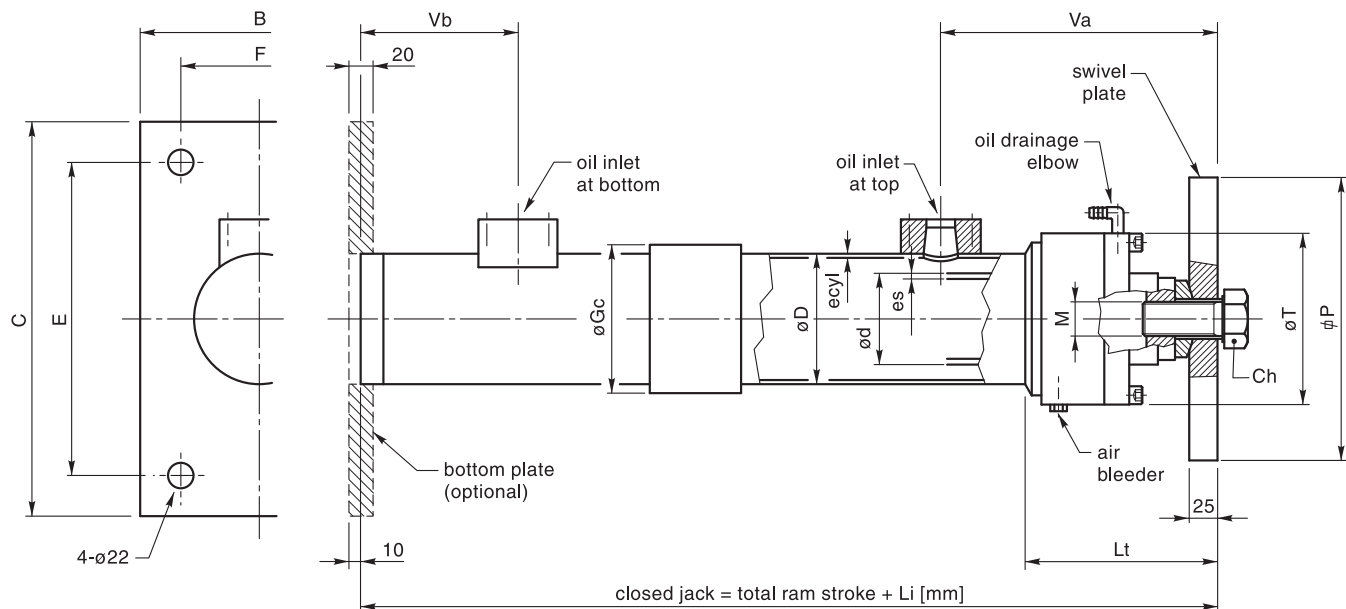 B
Vb
Va
F
20
swivel
plate
oil drainage
elbow
oil inlet
at bottom
oil inlet
at top
C
E
øGc
øD
ecyl
ød
es
M
øT
ϕP
Ch
bottom plate
(optional)
air
bleeder
25
4-ø22
10
Lt
closed jack = total ram stroke + Li [mm]